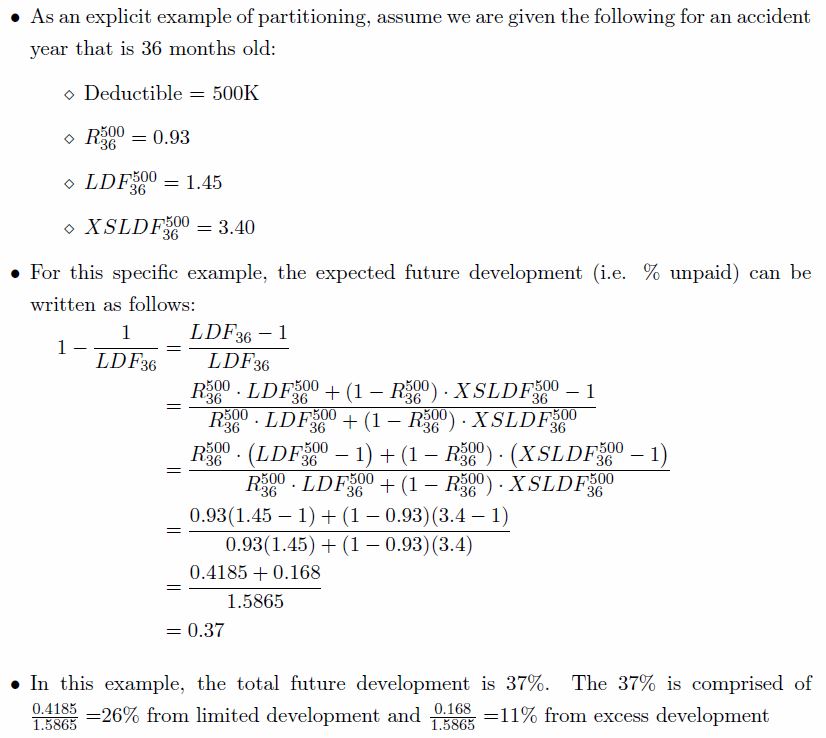 • As an explicit example of partitioning, assume we are given the following for an accident
year that is 36 months old:
⋄ Deductible = 500K
⋄ R_{36}^{500} = 0.93
⋄ LDF_{36}^{500} = 1.45
⋄ XSLDF_{36}^{500} = 3.40
• For this specific example, the expected future development (i.e. % unpaid) can be
written as follows:
1 − \frac{1}{LDF_{36}} = \frac{LDF_{36} − 1}{LDF_{36}}
= \frac{R_{36}^{500} · LDF_{36}^{500} + (1 − R_{36}^{500}) · XSLDF_{36}^{500} − 1}{R_{36}^{500} · LDF_{36}^{500} + (1 − R_{36}^{500}) · XSLDF_{36}^{500}}
= \frac{R_{36}^{500} · (LDF_{36}^{500} − 1) + (1 − R_{36}^{500}) · (XSLDF_{36}^{500} − 1)}{R_{36}^{500} · LDF_{36}^{500} + (1 − R_{36}^{500}) · XSLDF_{36}^{500}}
= \frac{0.93(1.45 − 1) + (1 − 0.93)(3.4 − 1)}{0.93(1.45) + (1 − 0.93)(3.4)}
= \frac{0.4185 + 0.168}{1.5865}
= 0.37
• In this example, the total future development is 37%. The 37% is comprised of
\frac{0.4185}{1.5865} =26% from limited development and \frac{0.168}{1.5865} =11% from excess development